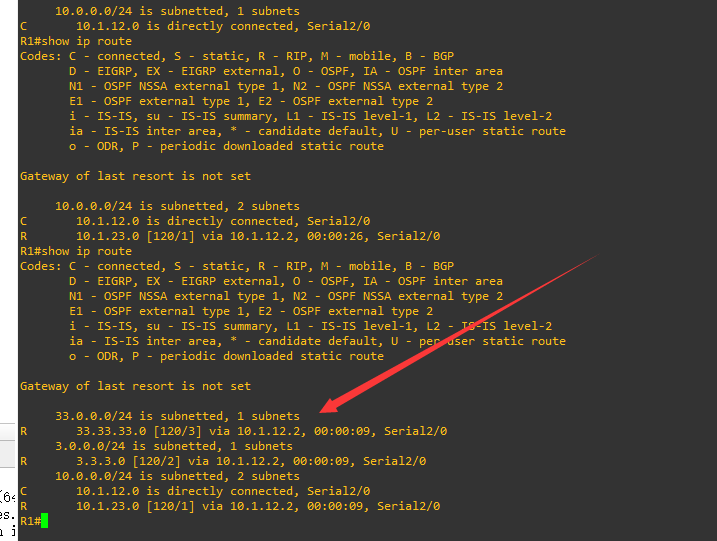 10.0.0.0/24 is subnetted, 1 subnets
C 10.1.12.0 is directly connected, Serial2/0
R1#show ip route
Codes: C - connected, S - static, R - RIP, M - mobile, B - BGP
D - EIGRP, EX - EIGRP external, O - OSPF, IA - OSPF inter area
N1 - OSPF NSSA external type 1, N2 - OSPF NSSA external type 2
E1 - OSPF external type 1, E2 - OSPF external type 2
i - IS-IS, su - IS-IS summary, L1 - IS-IS level-1, L2 - IS-IS level-2
ia - IS-IS inter area, * - candidate default, U - per-user static route
o - ODR, P - periodic downloaded static route
Gateway of last resort is not set
10.0.0.0/24 is subnetted, 2 subnets
C 10.1.12.0 is directly connected, Serial2/0
R 10.1.23.0 [120/1] via 10.1.12.2, 00:00:26, Serial2/0
R1#show ip route
Codes: C - connected, S - static, R - RIP, M - mobile, B - BGP
D - EIGRP, EX - EIGRP external, O - OSPF, IA - OSPF inter area
N1 - OSPF NSSA external type 1, N2 - OSPF NSSA external type 2
E1 - OSPF external type 1, E2 - OSPF external type 2
i - IS-IS, su - IS-IS summary, L1 - IS-IS level-1, L2 - IS-IS level-2
ia - IS-IS inter area, * - candidate default, U - per-user static route
o - ODR, P - periodic downloaded static route
Gateway of last resort is not set
33.0.0.0/24 is subnetted, 1 subnets
R 33.33.33.0 [120/3] via 10.1.12.2, 00:00:09, Serial2/0
3.0.0.0/24 is subnetted, 1 subnets
R 3.3.3.0 [120/2] via 10.1.12.2, 00:00:09, Serial2/0
10.0.0.0/24 is subnetted, 2 subnets
C 10.1.12.0 is directly connected, Serial2/0
R 10.1.23.0 [120/1] via 10.1.12.2, 00:00:09, Serial2/0
R1#